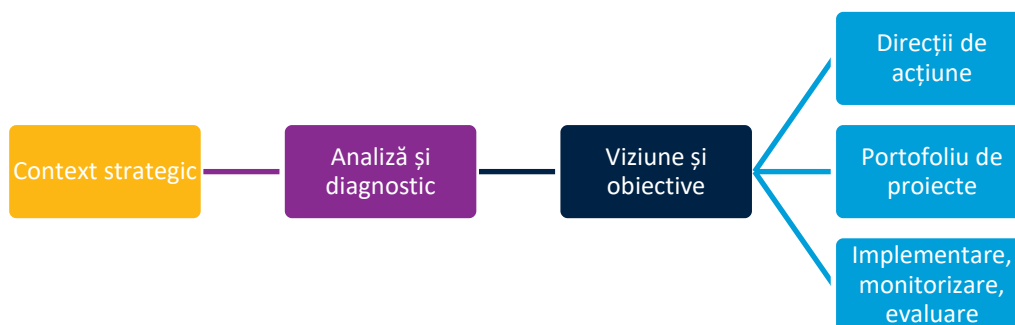 Context strategic
Analiză și
diagnostic
Viziune și
obiective
Direcții de
acțiune
Portofoliu de
proiecte
Implementare,
monitorizare,
evaluare